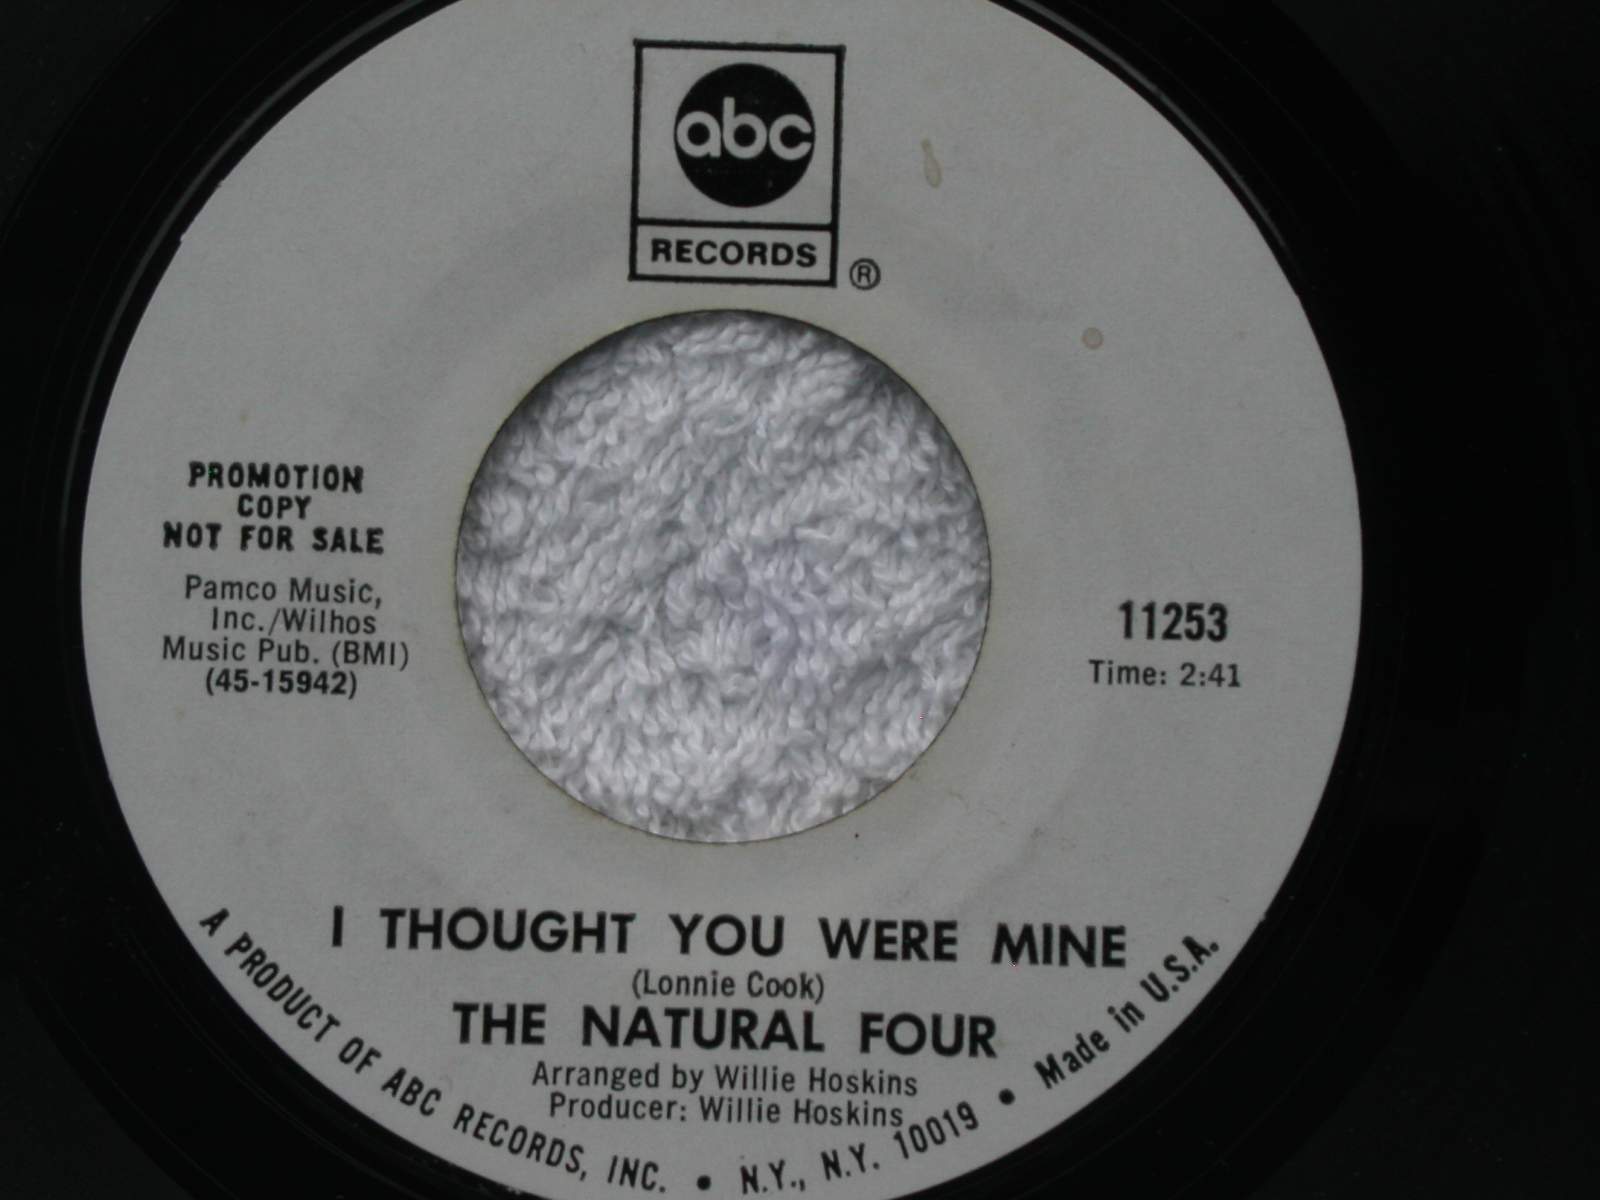 abc
RECORDS
®
PROMOTION
COPY
NOT FOR SALE
Pamco Music,
Inc./Wilhos
Music Pub. (BMI)
(45-15942)
11253
Time: 2:41
I THOUGHT YOU WERE MINE
(Lonnie Cook)
THE NATURAL FOUR
Arranged by Willie Hoskins
Producer: Willie Hoskins
A PRODUCT OF ABC RECORDS, INC. • N.Y., N.Y. 10019 • Made in U.S.A.